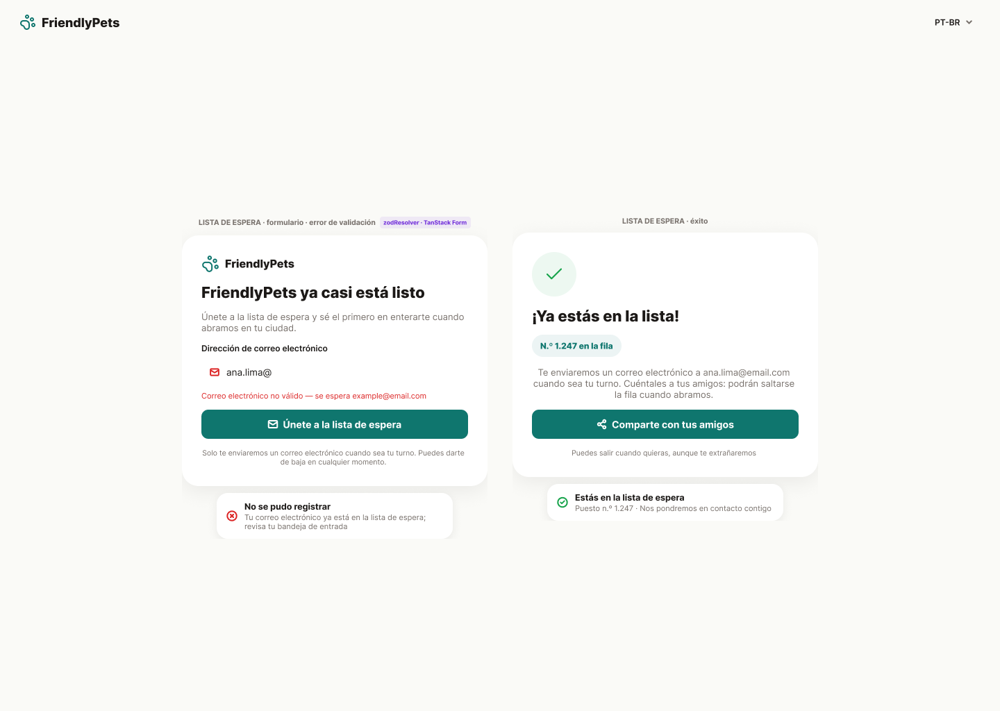 FriendlyPets
PT-BR
LISTA DE ESPERA · formulario · error de validación
zodResolver · TanStack Form
FriendlyPets
FriendlyPets ya casi está listo
Únete a la lista de espera y sé el primero en enterarte cuando
abramos en tu ciudad.
Dirección de correo electrónico
ana.lima@
Correo electrónico no válido — se espera example@email.com
Únete a la lista de espera
Solo te enviaremos un correo electrónico cuando sea tu turno. Puedes darte
de baja en cualquier momento.
No se pudo registrar
Tu correo electrónico ya está en la lista de espera;
revisa tu bandeja de entrada
LISTA DE ESPERA · éxito
¡Ya estás en la lista!
N.º 1.247 en la fila
Te enviaremos un correo electrónico a ana.lima@email.com
cuando sea tu turno. Cuéntales a tus amigos: podrán saltarse
la fila cuando abramos.
Comparte con tus amigos
Puedes salir cuando quieras, aunque te extrañaremos
Estás en la lista de espera
Puesto n.º 1.247 · Nos pondremos en contacto contigo